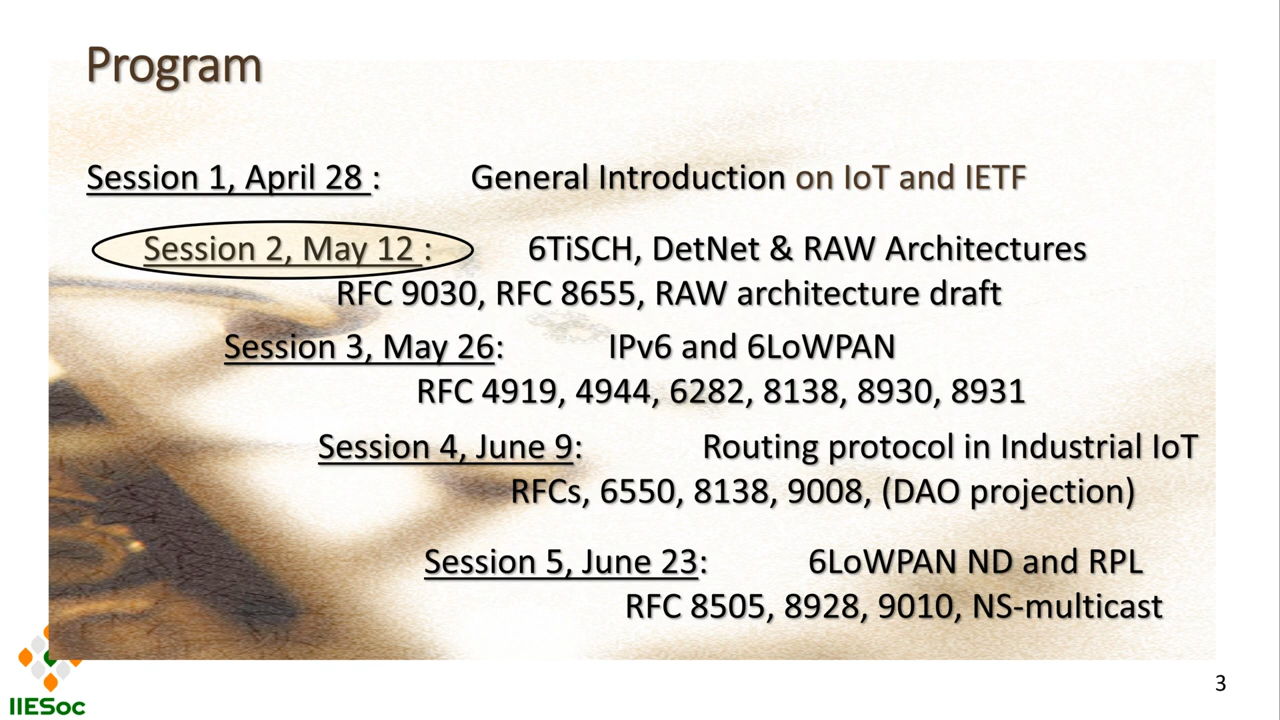 Program
Session 1, April 28 : General Introduction on IoT and IETF
Session 2, May 12 : 6TiSCH, DetNet & RAW Architectures
RFC 9030, RFC 8655, RAW architecture draft
Session 3, May 26: IPv6 and 6LoWPAN
RFC 4919, 4944, 6282, 8138, 8930, 8931
Session 4, June 9: Routing protocol in Industrial IoT
RFCs, 6550, 8138, 9008, (DAO projection)
Session 5, June 23: 6LoWPAN ND and RPL
RFC 8505, 8928, 9010, NS-multicast
IIESoc
3